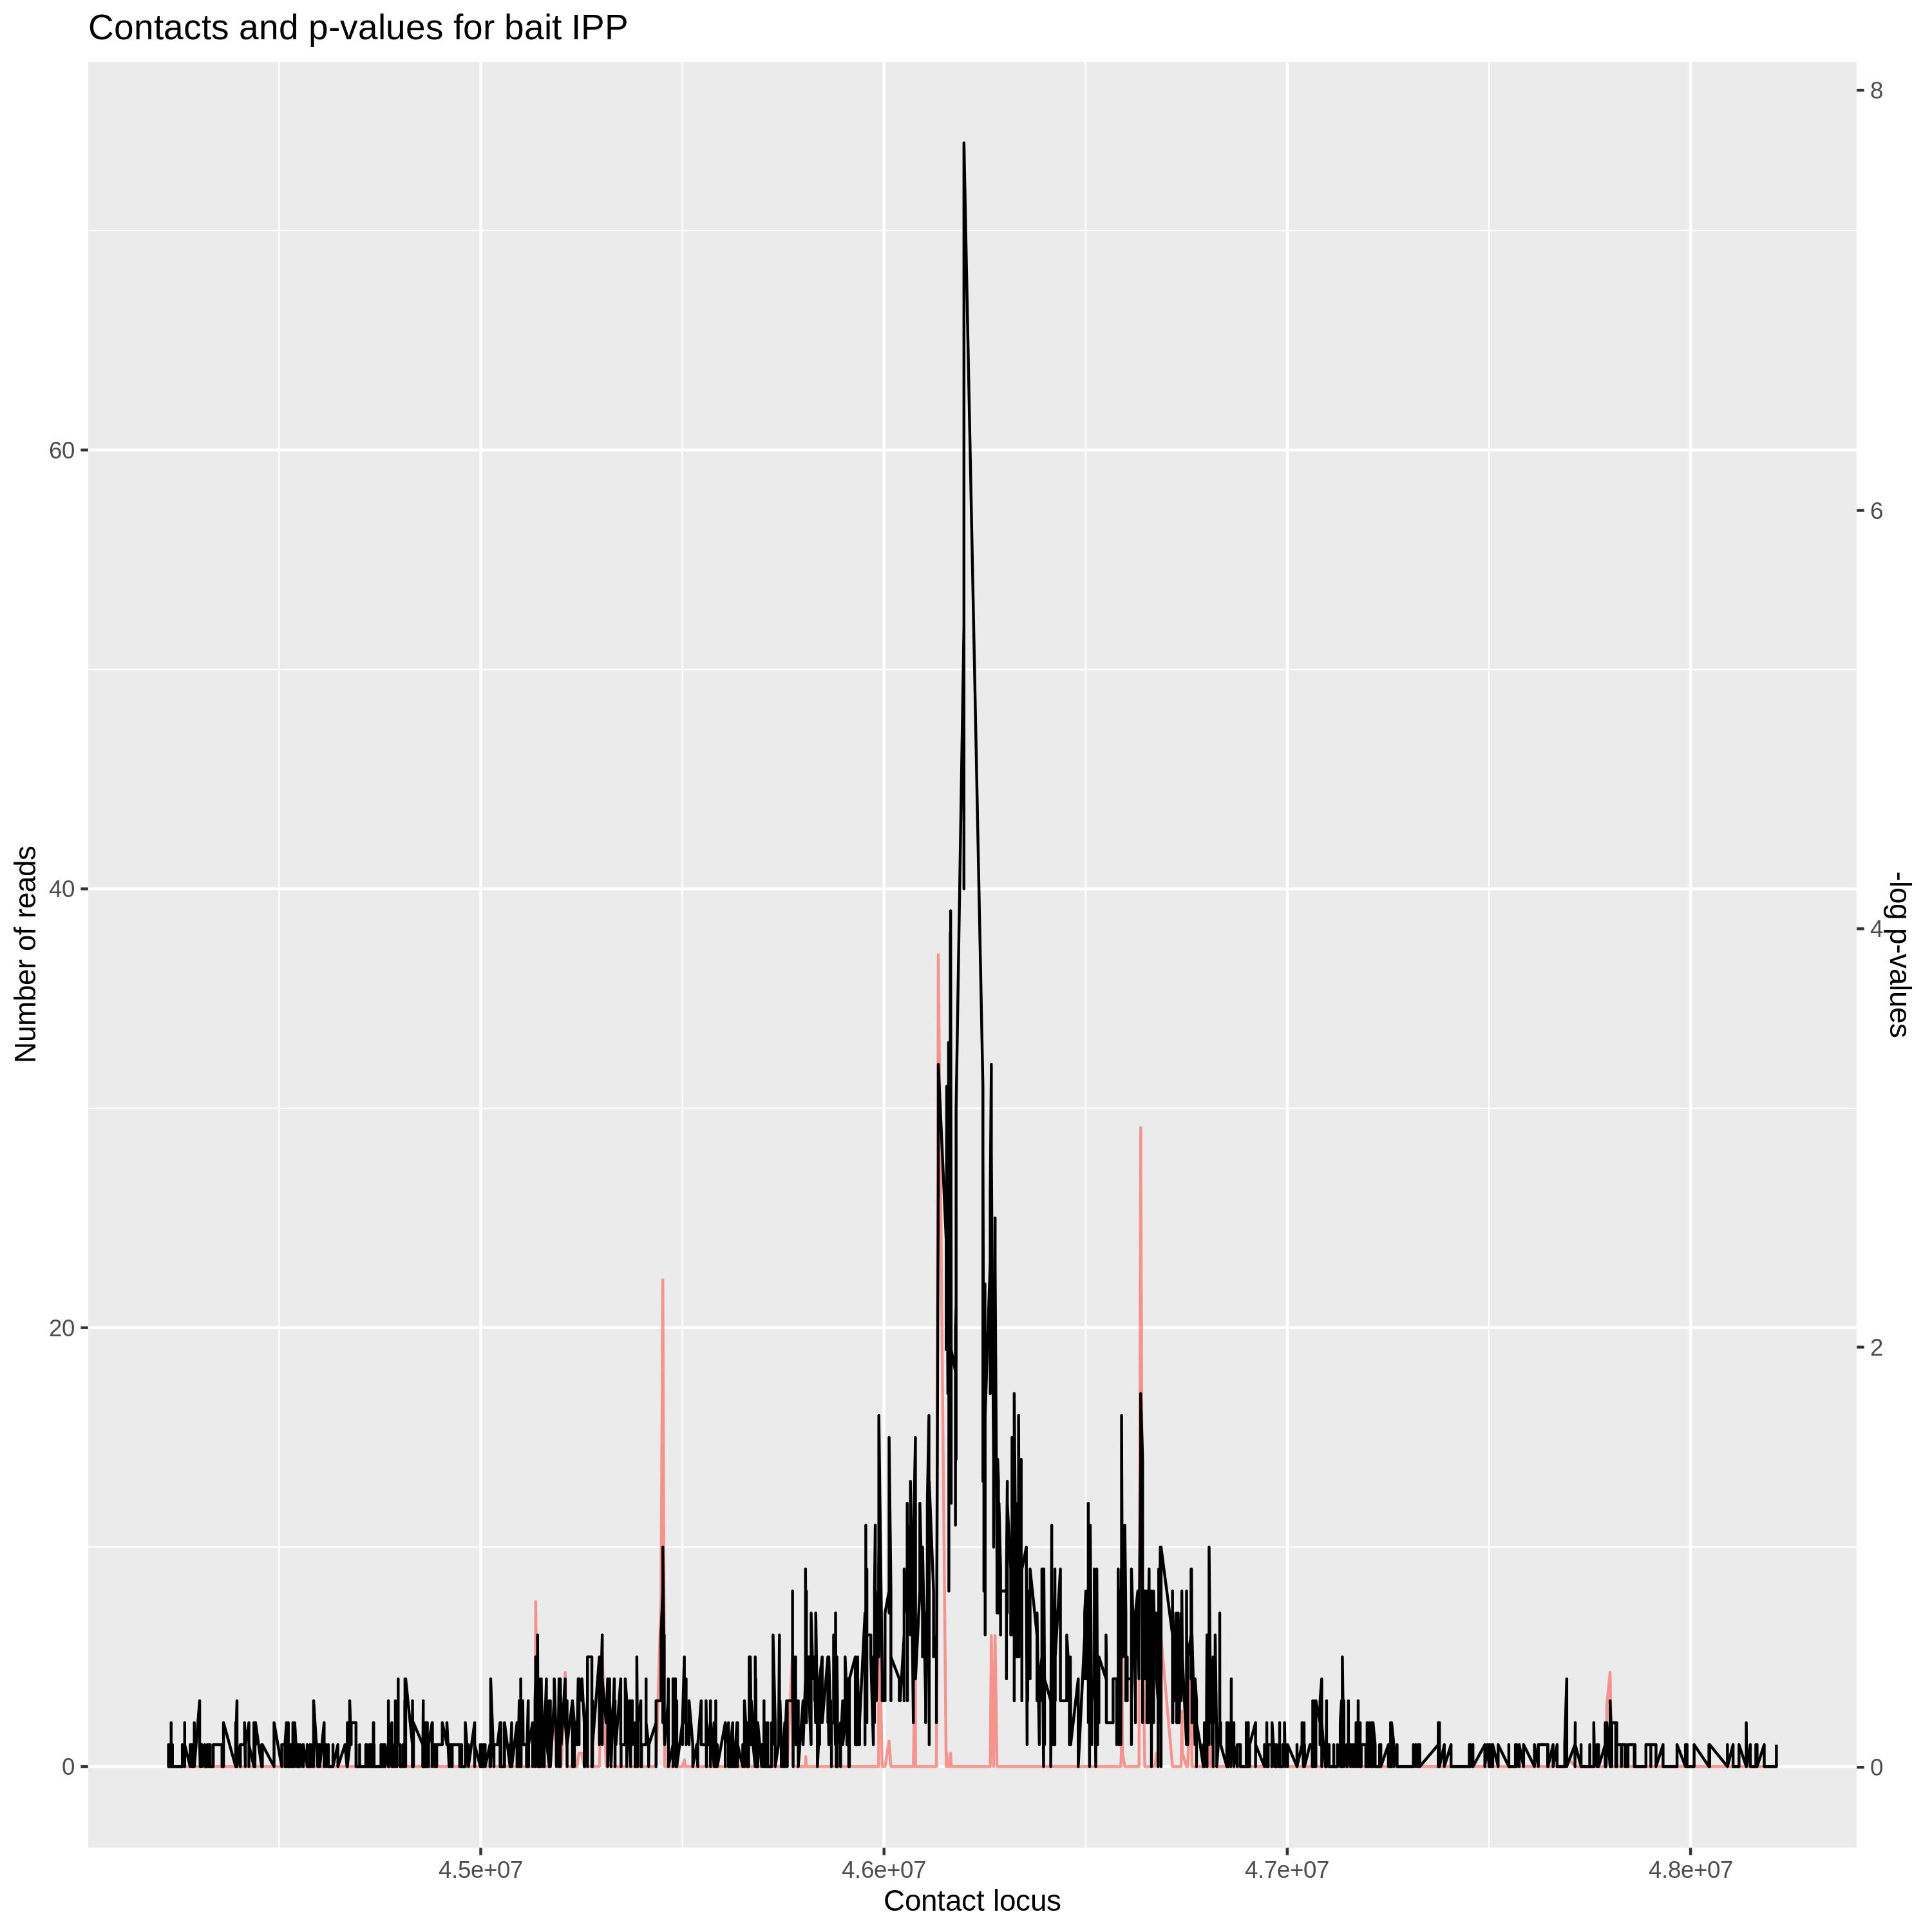 Contacts and p-values for bait IPP
8
6
4
2
0
60
40
20
0
Number of reads
-log p-values
4.5e+07 4.6e+07 4.7e+07 4.8e+07
Contact locus